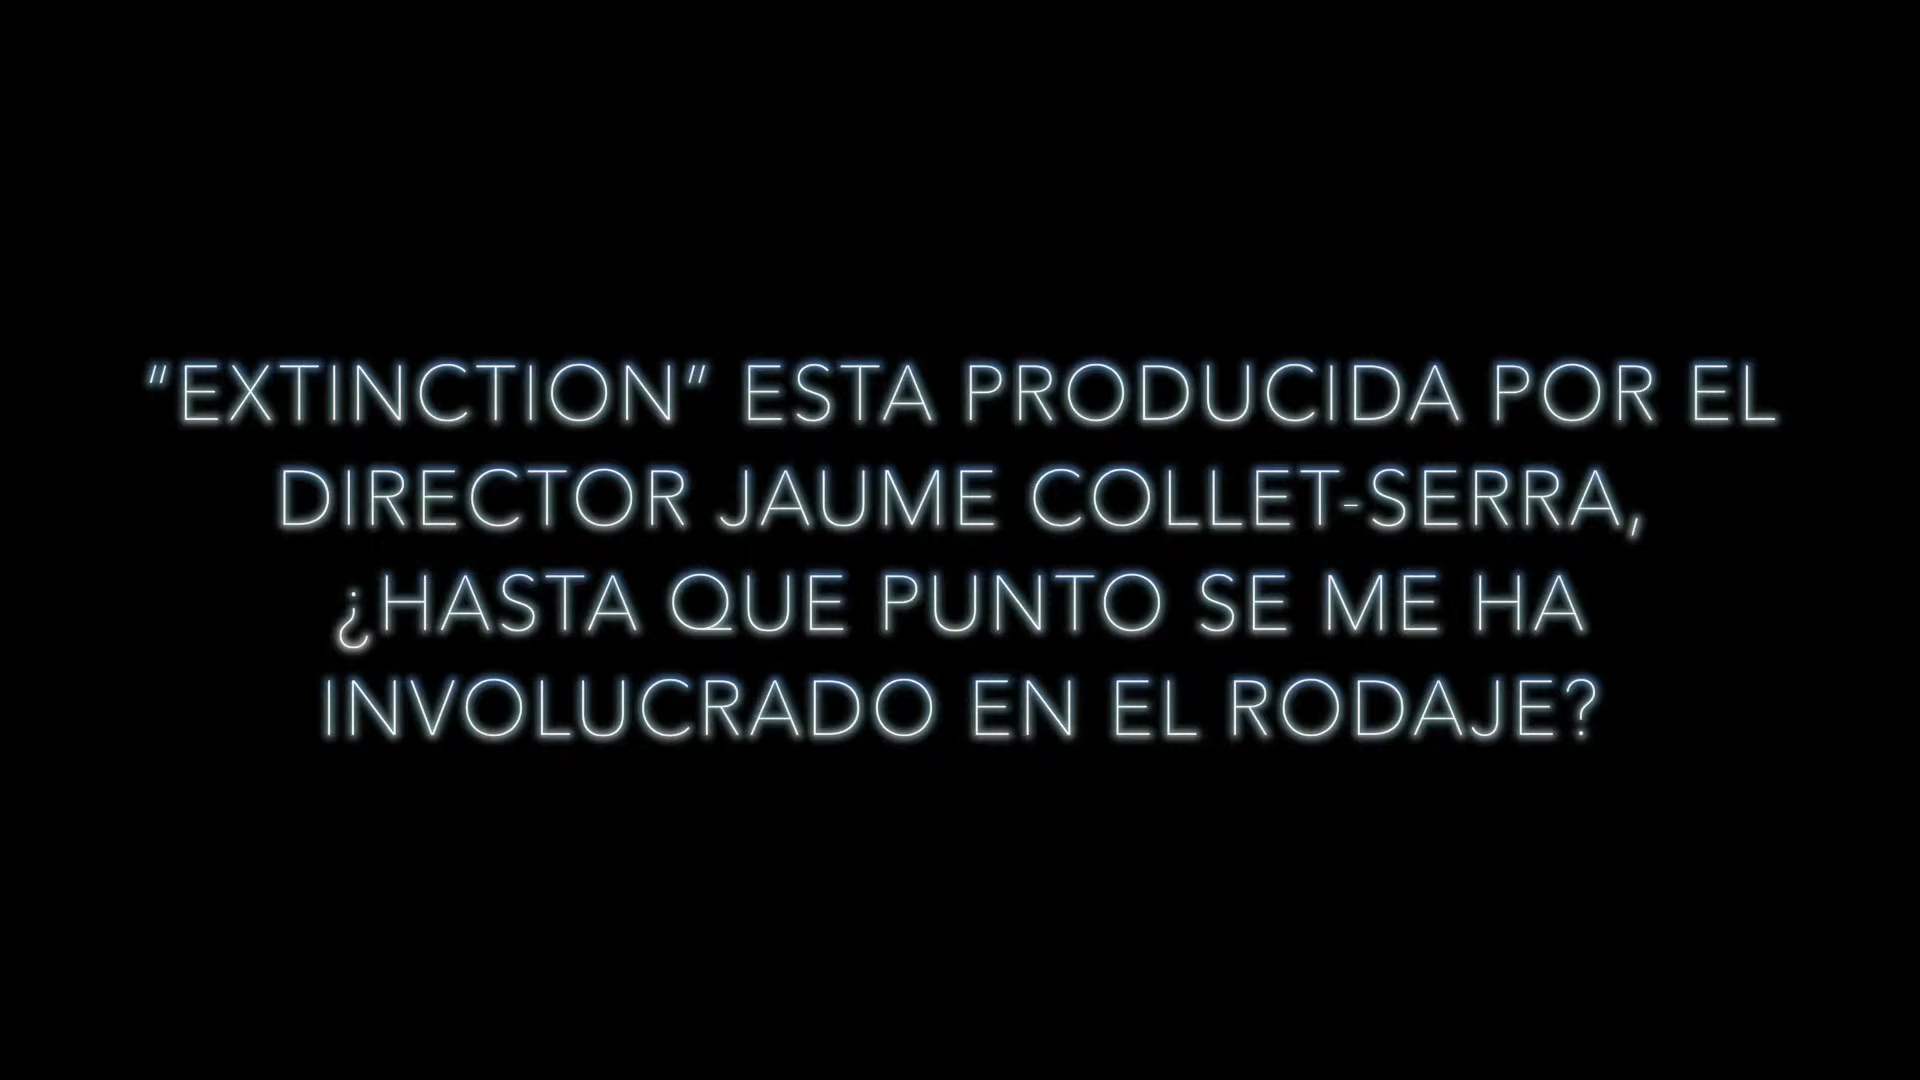 "EXTINCTION" ESTA PRODUCIDA POR EL
DIRECTOR JAUME COLLET-SERRA,
¿HASTA QUE PUNTO SE ME HA
INVOLUCRADO EN EL RODAJE?